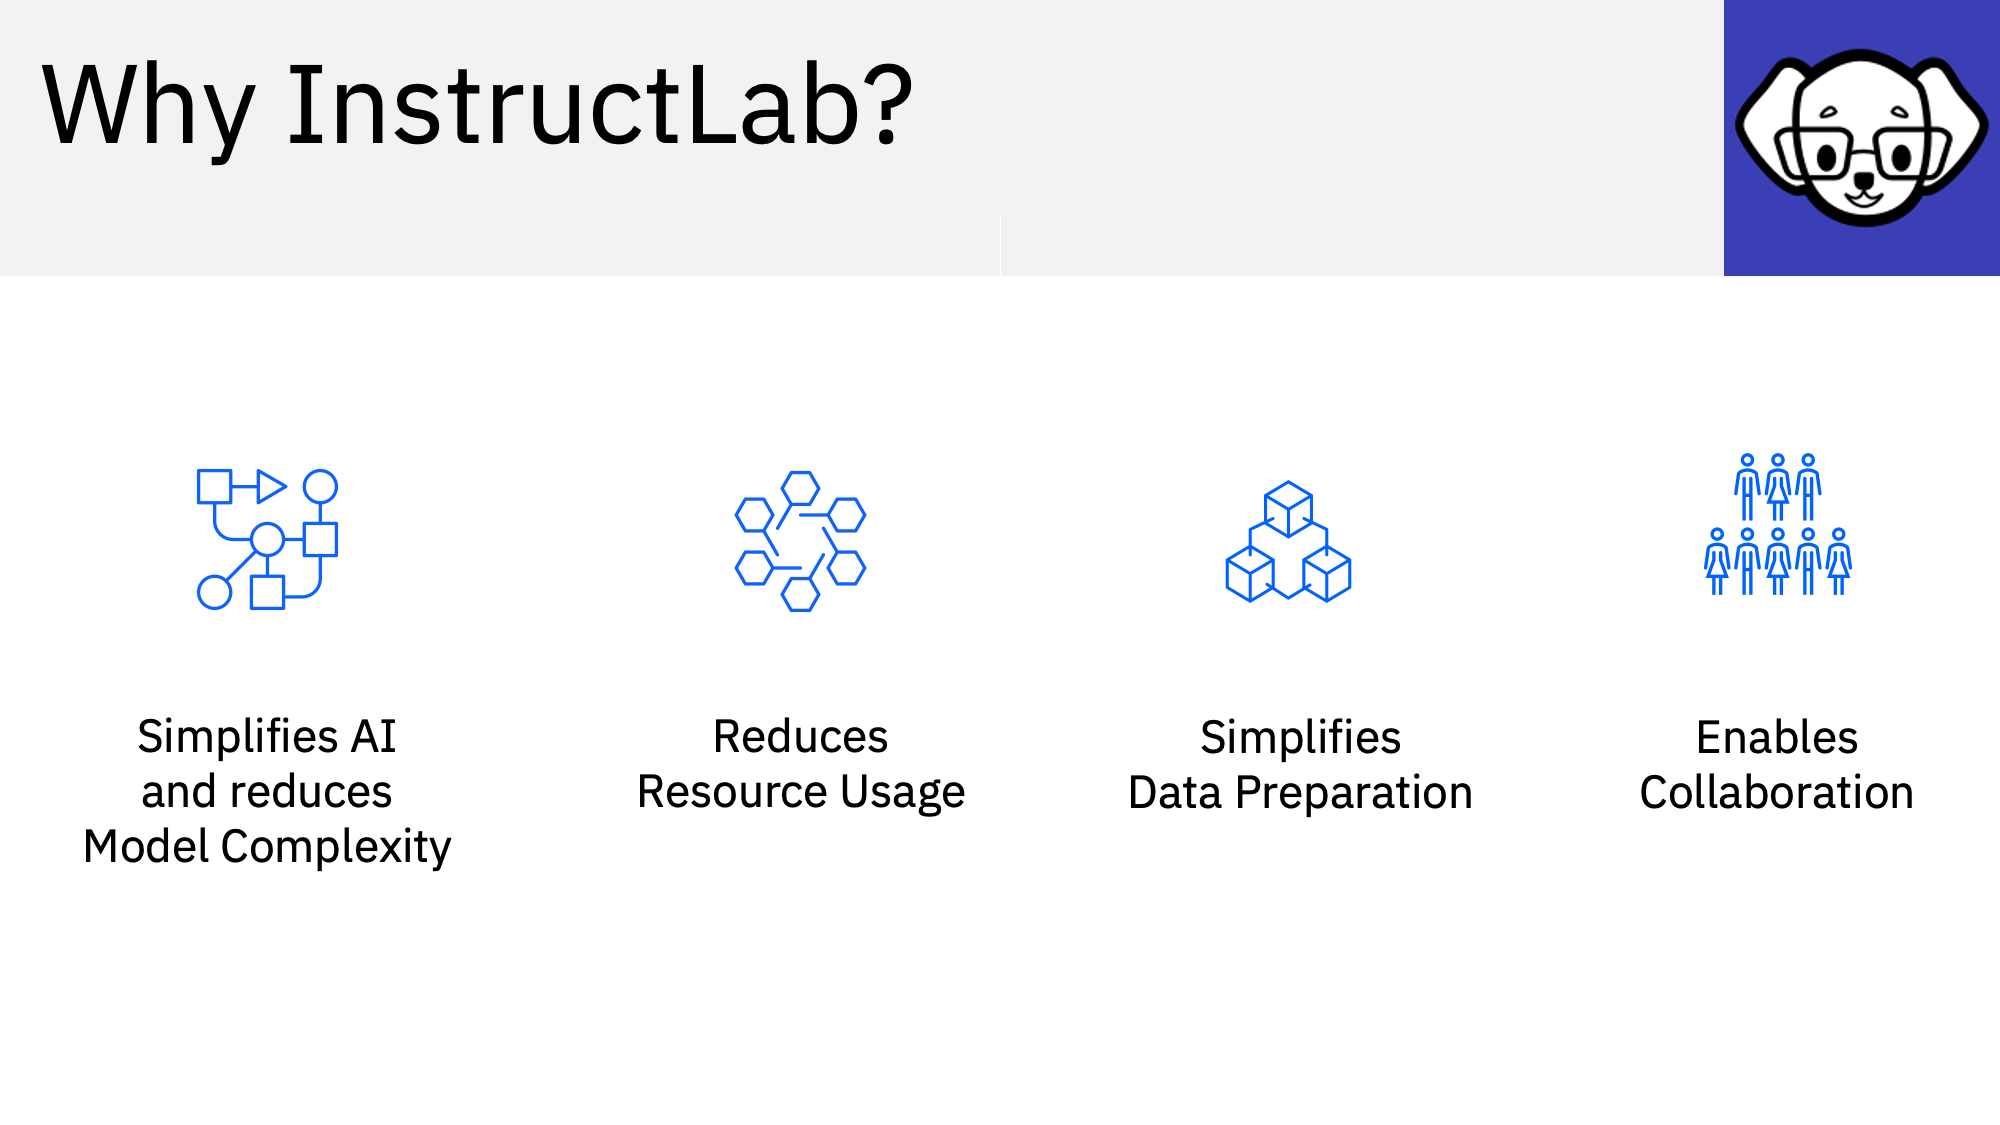 Why InstructLab?
Simplifies AI
and reduces
Model Complexity
Reduces
Resource Usage
Simplifies
Data Preparation
Enables
Collaboration